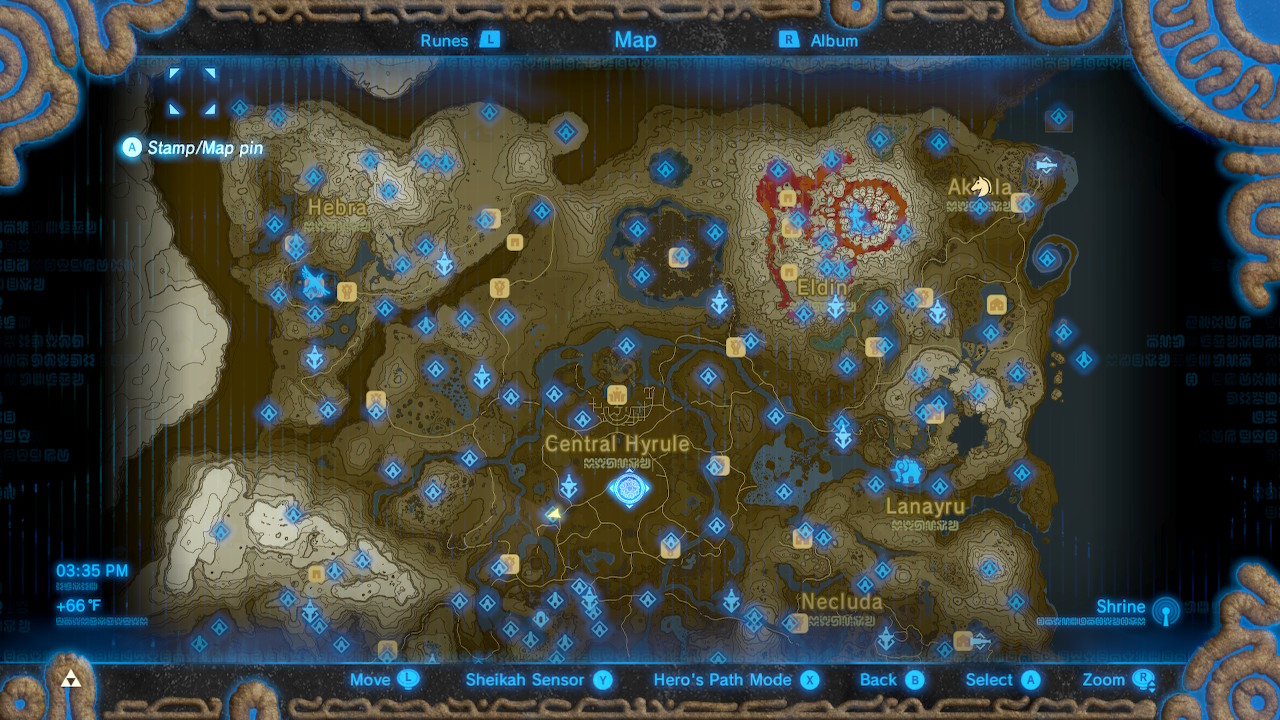 Runes L
Map
R Album
A Stamp/Map pin
Hebra
Akkala
Eldin
Central Hyrule
Lanayru
Necluda
03:35 PM
+66°F
Shrine
Move L
Sheikah Sensor Y
Hero's Path Mode X
Back B
Select A
Zoom R